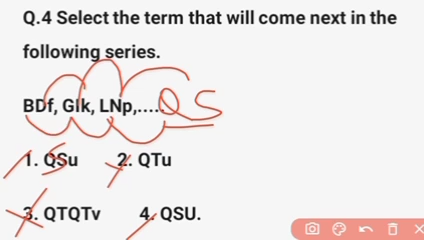 Q.4 Select the term that will come next in the
following series.
BDf, GIk, LNp,.....QS
1. QSu 2. QTu
3. QTQTv 4. QSU.